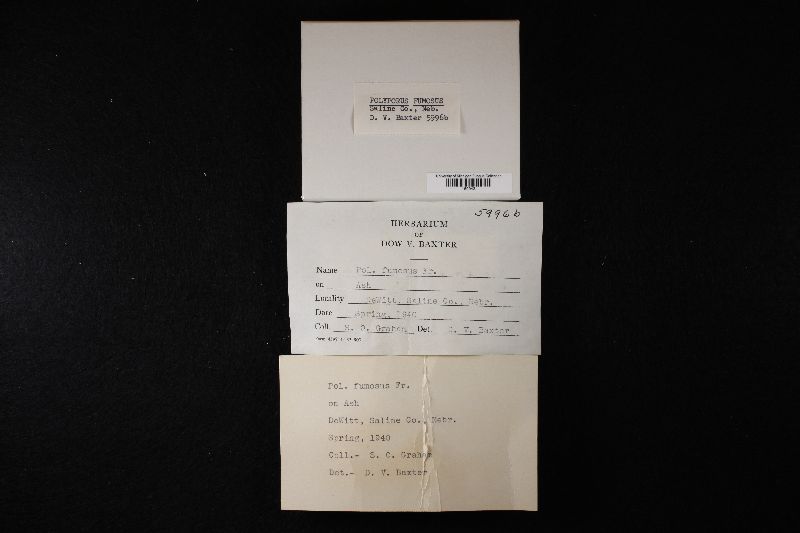 POLYPORUS FUMOSUS
Saline Co., Neb.
D. V. Baxter 5996b
5996b
HERBARIUM
OF
DOW V. BAXTER
Name Pol. fumosus Fr.
on Ash
Locality DeWitt, Saline Co., Nebr.
Date Spring, 1940
Coll. S. O. Graham Det. D. V. Baxter
Pol. fumosus Fr.
on Ash
DeWitt, Saline Co., Nebr.
Spring, 1940
Coll.- S. O. Graham
Det.- D. V. Baxter